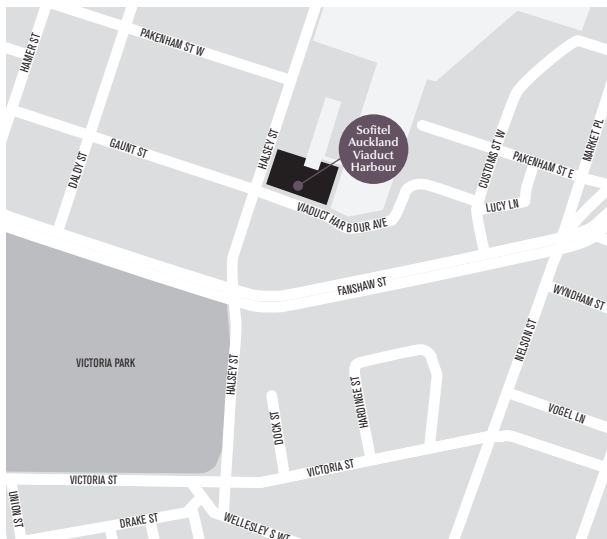 HAMER ST
PAKENHAM ST W
DALDY ST
GAUNT ST
HALSEY ST
Sofitel
Auckland
Viaduct
Harbour
VIADUCT HARBOUR AVE
CUSTOMS ST W
MARKET PL
PAKENHAM ST E
LUCY LN
FANSHAW ST
WYNDHAM ST
NELSON ST
VICTORIA PARK
HALSEY ST
DOCK ST
HARDINGE ST
VOGEL LN
VICTORIA ST
VICTORIA ST
UNION ST
DRAKE ST
WELLESLEY S WT